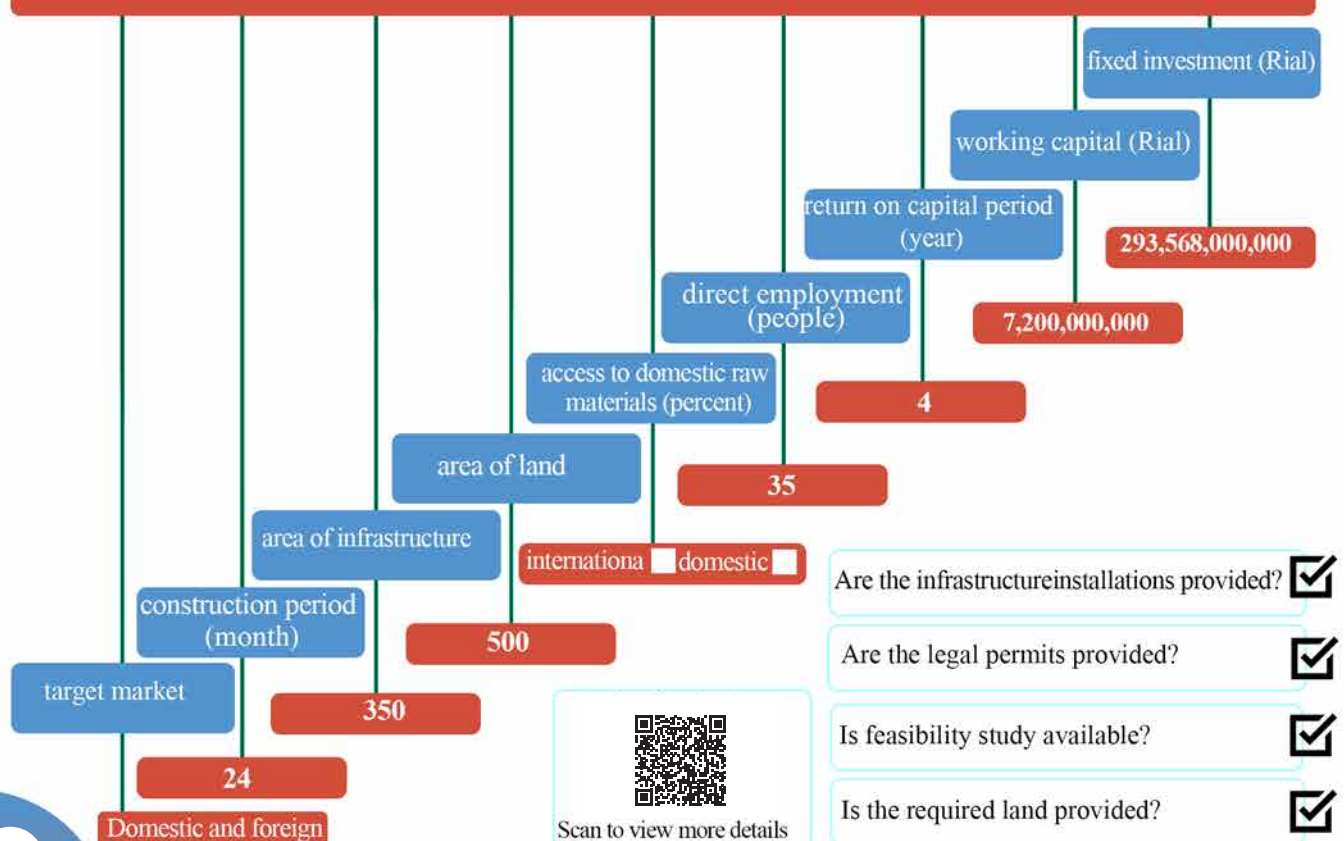 fixed investment (Rial)
293,568,000,000
working capital (Rial)
7,200,000,000
return on capital period
(year)
4
direct employment
(people)
35
access to domestic raw
materials (percent)
internationa domestic
area of land
500
area of infrastructure
350
construction period
(month)
24
target market
Domestic and foreign
Are the infrastructureinstallations provided?
Are the legal permits provided?
Is feasibility study available?
Is the required land provided?
Scan to view more details